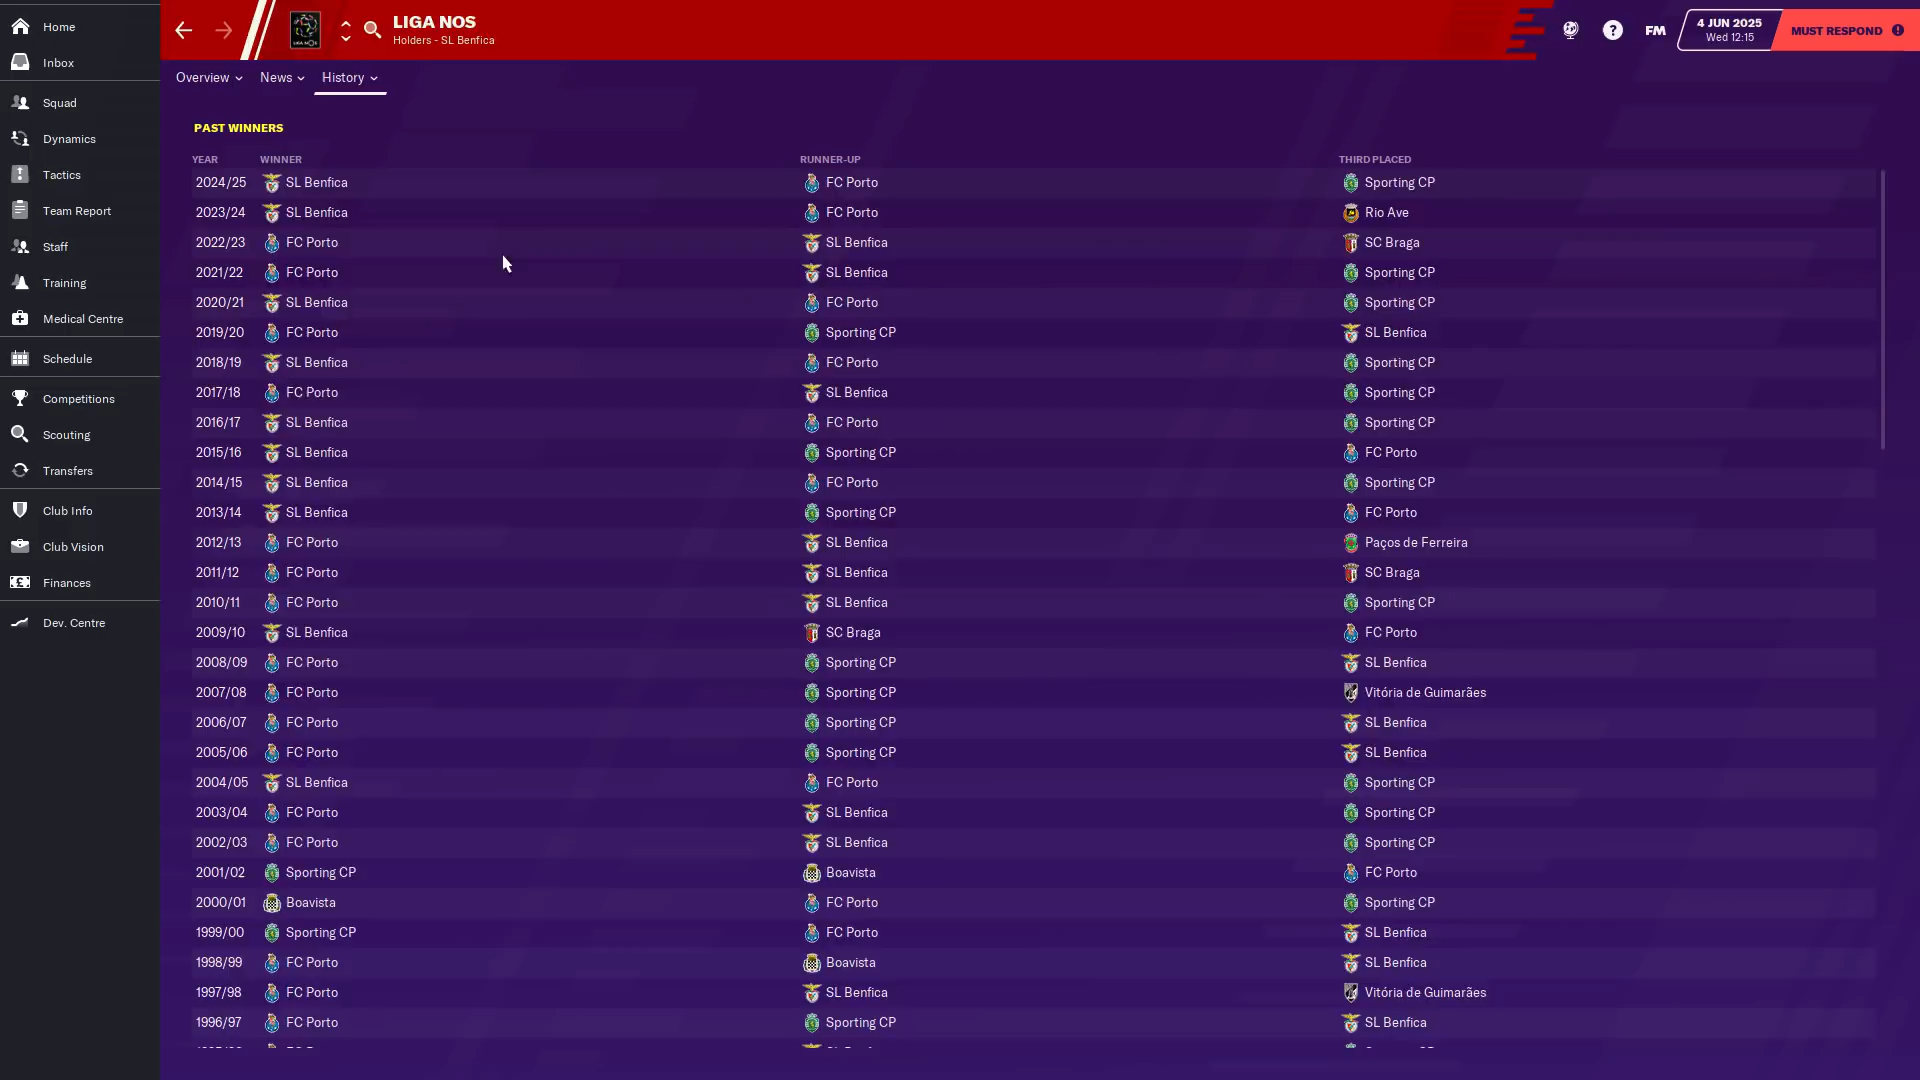 Home
Inbox
Squad
Dynamics
Tactics
Team Report
Staff
Training
Medical Centre
Schedule
Competitions
Scouting
Transfers
Club Info
Club Vision
Finances
Dev. Centre
LIGA NOS
Holders - SL Benfica
FM
4 JUN 2025
Wed 12:15
MUST RESPOND
Overview News History
PAST WINNERS
YEAR WINNER RUNNER-UP THIRD PLACED
2024/25 SL Benfica FC Porto Sporting CP
2023/24 SL Benfica FC Porto Rio Ave
2022/23 FC Porto SL Benfica SC Braga
2021/22 FC Porto SL Benfica Sporting CP
2020/21 SL Benfica FC Porto Sporting CP
2019/20 FC Porto Sporting CP SL Benfica
2018/19 SL Benfica FC Porto Sporting CP
2017/18 FC Porto SL Benfica Sporting CP
2016/17 SL Benfica FC Porto Sporting CP
2015/16 SL Benfica Sporting CP FC Porto
2014/15 SL Benfica FC Porto Sporting CP
2013/14 SL Benfica Sporting CP FC Porto
2012/13 FC Porto SL Benfica Paços de Ferreira
2011/12 FC Porto SL Benfica SC Braga
2010/11 FC Porto SL Benfica Sporting CP
2009/10 SL Benfica SC Braga FC Porto
2008/09 FC Porto Sporting CP SL Benfica
2007/08 FC Porto Sporting CP Vitória de Guimarães
2006/07 FC Porto Sporting CP SL Benfica
2005/06 FC Porto Sporting CP SL Benfica
2004/05 SL Benfica FC Porto Sporting CP
2003/04 FC Porto SL Benfica Sporting CP
2002/03 FC Porto SL Benfica Sporting CP
2001/02 Sporting CP Boavista FC Porto
2000/01 Boavista FC Porto Sporting CP
1999/00 Sporting CP FC Porto SL Benfica
1998/99 FC Porto Boavista SL Benfica
1997/98 FC Porto SL Benfica Vitória de Guimarães
1996/97 FC Porto Sporting CP SL Benfica